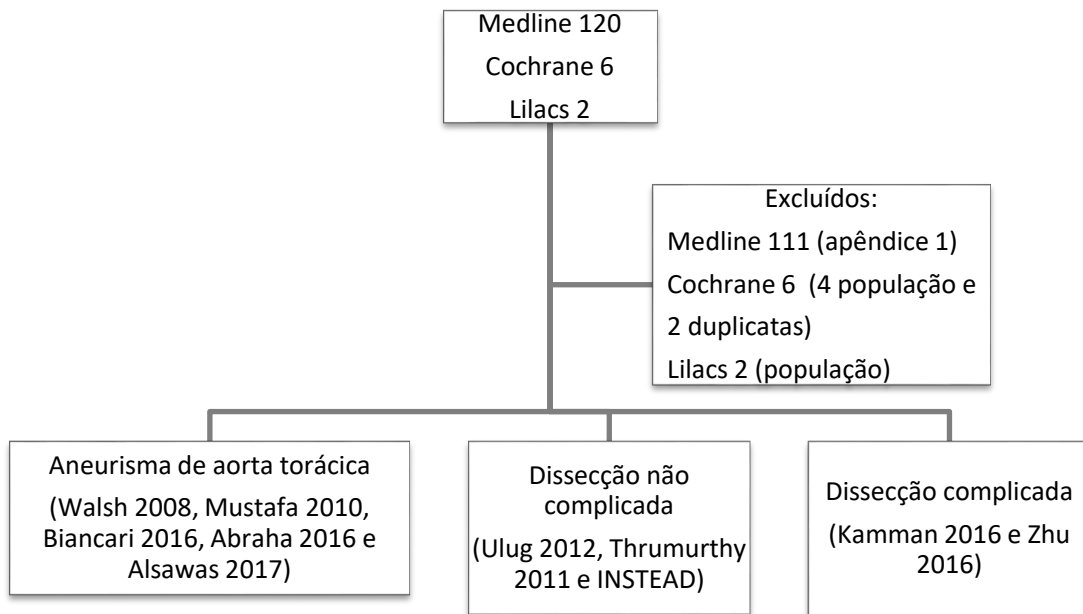 Medline 120
Cochrane 6
Lilacs 2
Excluídos:
Medline 111 (apêndice 1)
Cochrane 6  (4 população e
2 duplicatas)
Lilacs 2 (população)
Aneurisma de aorta torácica
(Walsh 2008, Mustafa 2010,
Biancari 2016, Abraha 2016 e
Alsawas 2017)
Dissecção não
complicada
(Ulug 2012, Thrumurthy
2011 e INSTEAD)
Dissecção complicada
(Kamman 2016 e Zhu
2016)